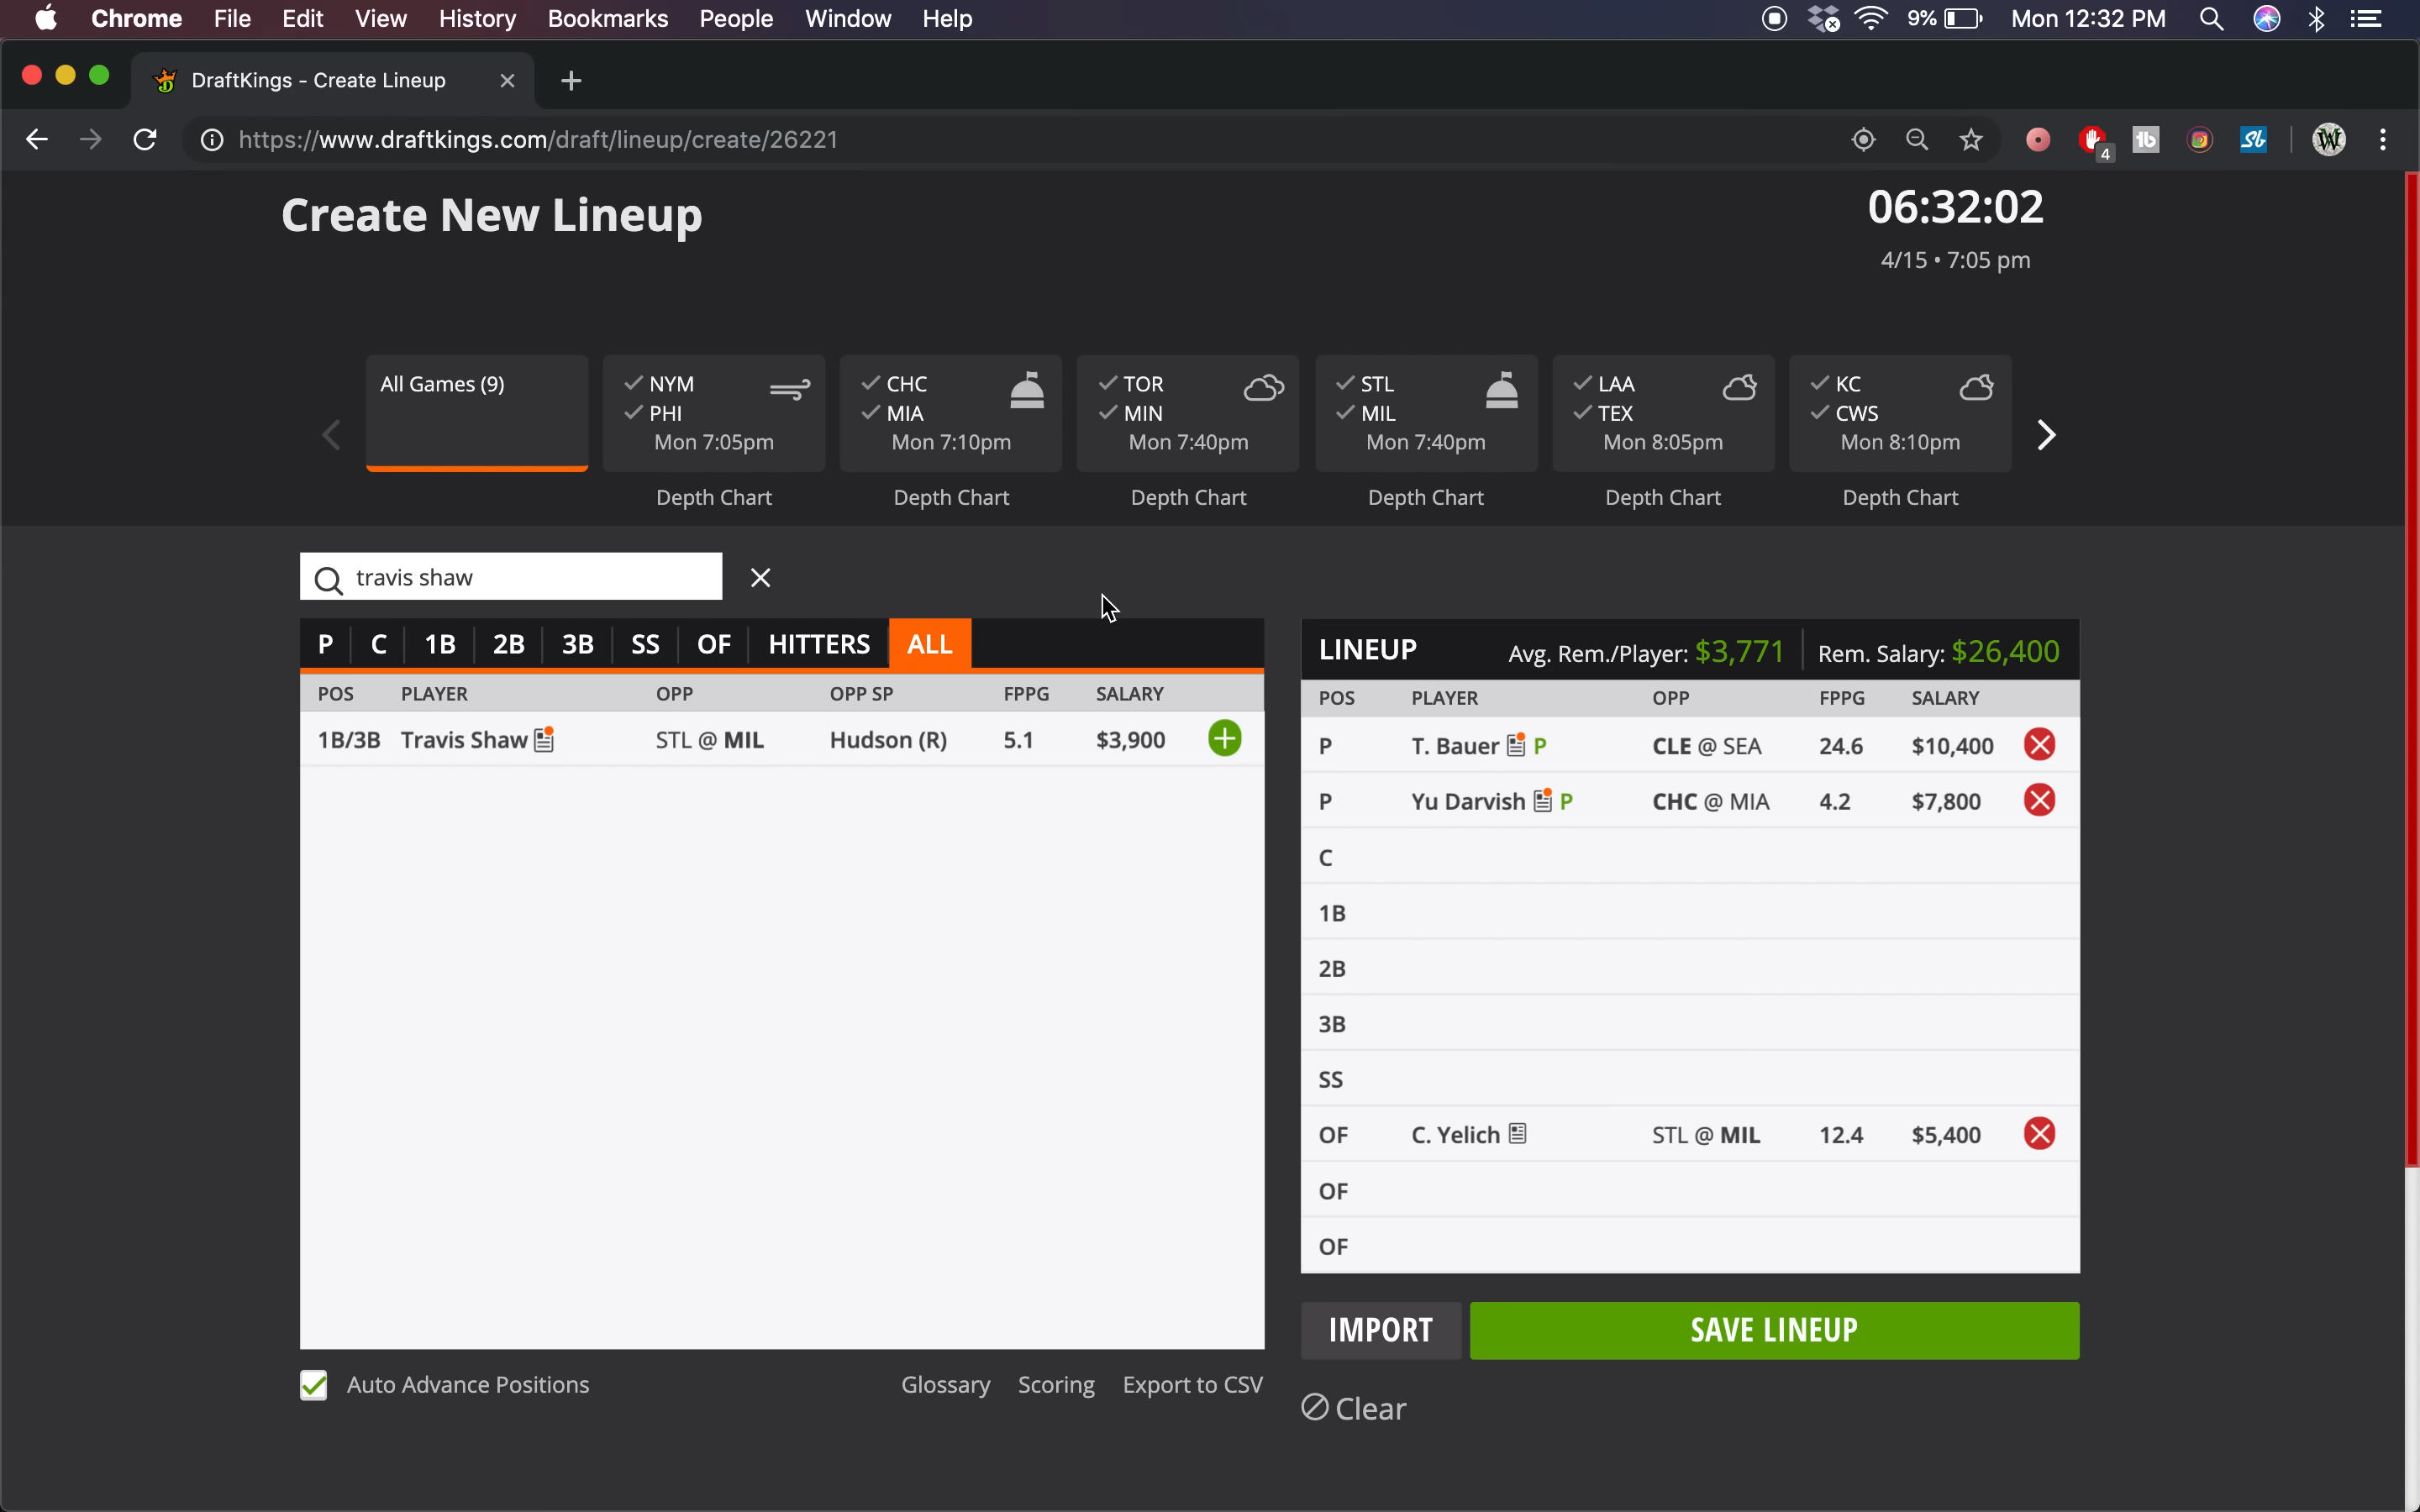 Chrome File Edit View History Bookmarks People Window Help 9% Mon 12:32 PM
DraftKings - Create Lineup
https://www.draftkings.com/draft/lineup/create/26221
4
tb
Sb
W
Create New Lineup
06:32:02
4/15 • 7:05 pm
All Games (9)
NYM
PHI
Mon 7:05pm
Depth Chart
CHC
MIA
Mon 7:10pm
Depth Chart
TOR
MIN
Mon 7:40pm
Depth Chart
STL
MIL
Mon 7:40pm
Depth Chart
LAA
TEX
Mon 8:05pm
Depth Chart
KC
CWS
Mon 8:10pm
Depth Chart
travis shaw
P C 1B 2B 3B SS OF HITTERS ALL
POS PLAYER OPP OPP SP FPPG SALARY
1B/3B Travis Shaw STL @ MIL Hudson (R) 5.1 $3,900
Auto Advance Positions Glossary Scoring Export to CSV
LINEUP Avg. Rem./Player: $3,771 Rem. Salary: $26,400
POS PLAYER OPP FPPG SALARY
P T. Bauer P CLE @ SEA 24.6 $10,400
P Yu Darvish P CHC @ MIA 4.2 $7,800
C
1B
2B
3B
SS
OF C. Yelich STL @ MIL 12.4 $5,400
OF
OF
IMPORT SAVE LINEUP
Clear